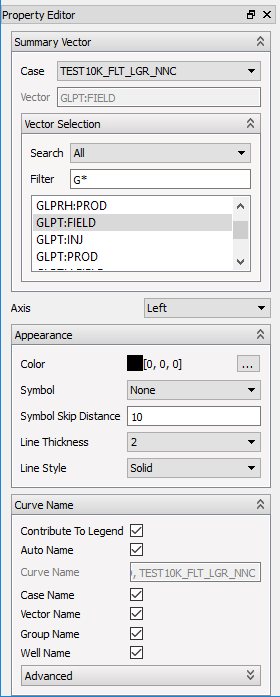 Property Editor
Summary Vector
Case TEST10K_FLT_LGR_NNC
Vector GLPT:FIELD
Vector Selection
Search All
Filter G*
GLPRH:PROD
GLPT:FIELD
GLPT:INJ
GLPT:PROD
Axis Left
Appearance
Color [0, 0, 0] ...
Symbol None
Symbol Skip Distance 10
Line Thickness 2
Line Style Solid
Curve Name
Contribute To Legend
Auto Name
Curve Name , TEST10K_FLT_LGR_NNC
Case Name
Vector Name
Group Name
Well Name
Advanced